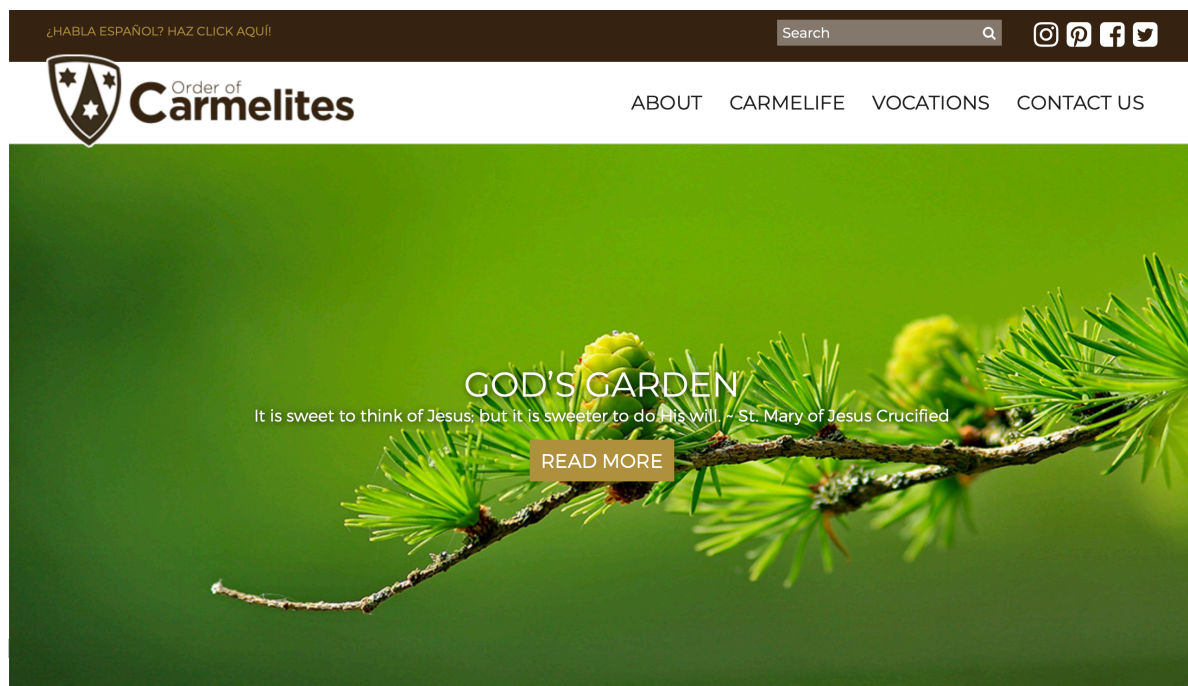 ¿HABLA ESPAÑOL? HAZ CLICK AQUÍ!
Search
Order of
Carmelites
ABOUT CARMELIFE VOCATIONS CONTACT US
GOD'S GARDEN
It is sweet to think of Jesus; but it is sweeter to do His will. ~ St. Mary of Jesus Crucified
READ MORE